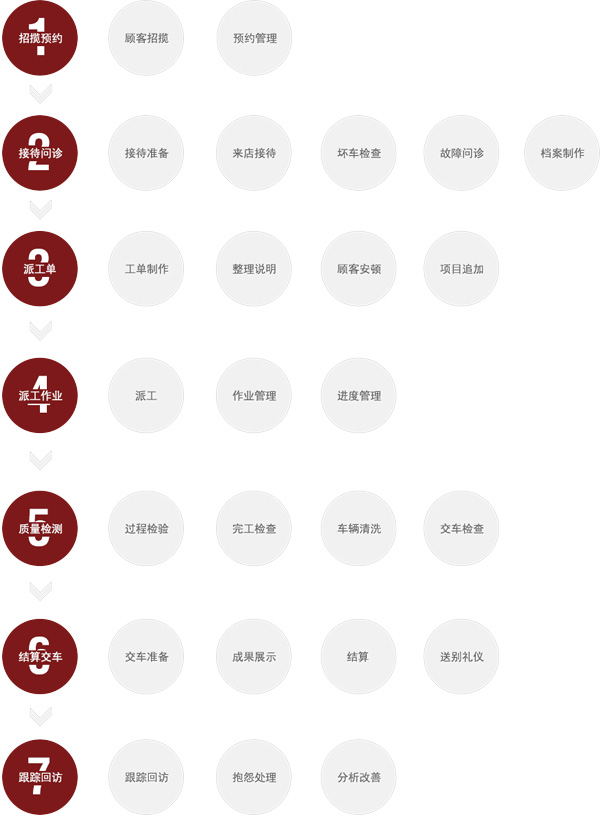 1
招揽预约
顾客招揽
预约管理
2
接待问诊
接待准备
来店接待
环车检查
故障问诊
档案制作
3
派工单
工单制作
整理说明
顾客安顿
项目追加
4
派工作业
派工
作业管理
进度管理
5
质量检测
过程检验
完工检查
车辆清洗
交车检查
6
结算交车
交车准备
成果展示
结算
送别礼仪
7
跟踪回访
跟踪回访
抱怨处理
分析改善